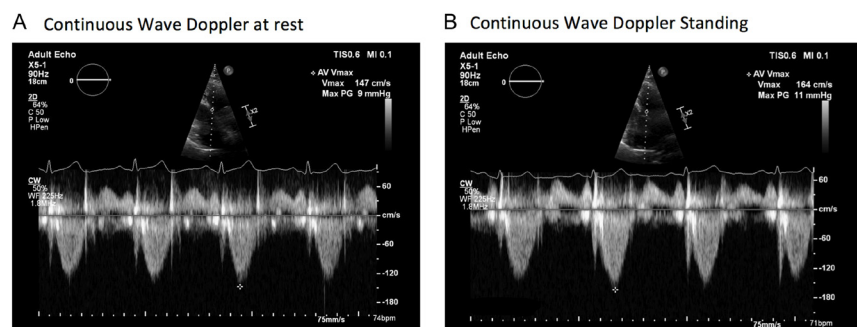 A Continuous Wave Doppler at rest
Adult Echo
X5-1
90Hz
18cm
0
2D
64%
C 50
P Low
HPen
TIS0.6 MI 0.1
AV Vmax
Vmax 147 cm/s
Max PG 9 mmHg
CW
50%
WF 225Hz
1.8MHz
60
cm/s
-60
-120
-180
75mm/s
74bpm
B Continuous Wave Doppler Standing
Adult Echo
X5-1
90Hz
18cm
0
2D
64%
C 50
P Low
HPen
TIS0.6 MI 0.1
AV Vmax
Vmax 164 cm/s
Max PG 11 mmHg
CW
50%
WF 225Hz
1.8MHz
60
cm/s
-60
-120
-180
75mm/s
71bpm